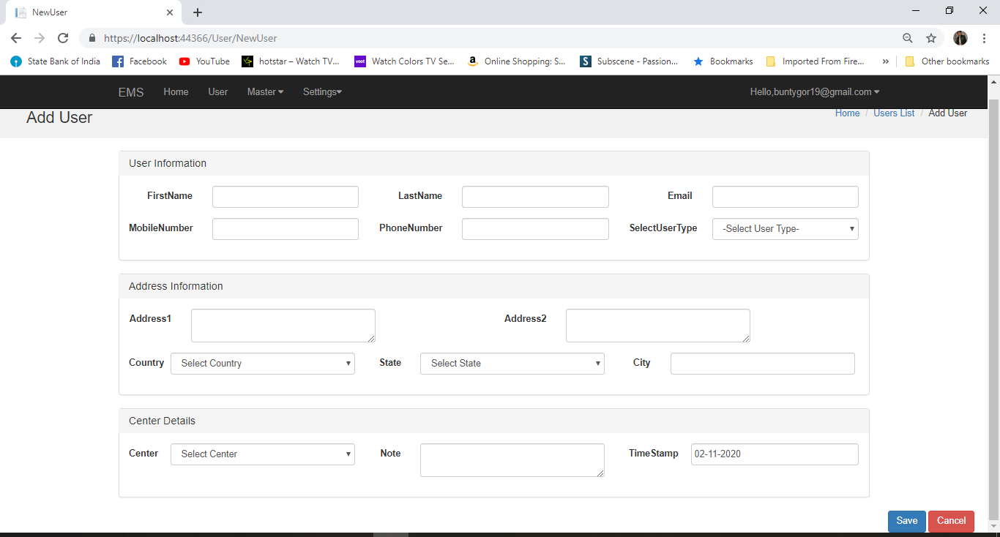 NewUser
https://localhost:44366/User/NewUser
State Bank of India Facebook YouTube hotstar – Watch TV... voot Watch Colors TV Se... a Online Shopping: S... S Subscene - Passion... Bookmarks Imported From Fire... » Other bookmarks
EMS Home User Master Settings Hello,buntygor19@gmail.com
Add User Home / Users List / Add User
User Information
FirstName LastName Email
MobileNumber PhoneNumber SelectUserType -Select User Type-
Address Information
Address1 Address2
Country Select Country State Select State City
Center Details
Center Select Center Note TimeStamp 02-11-2020
Save Cancel